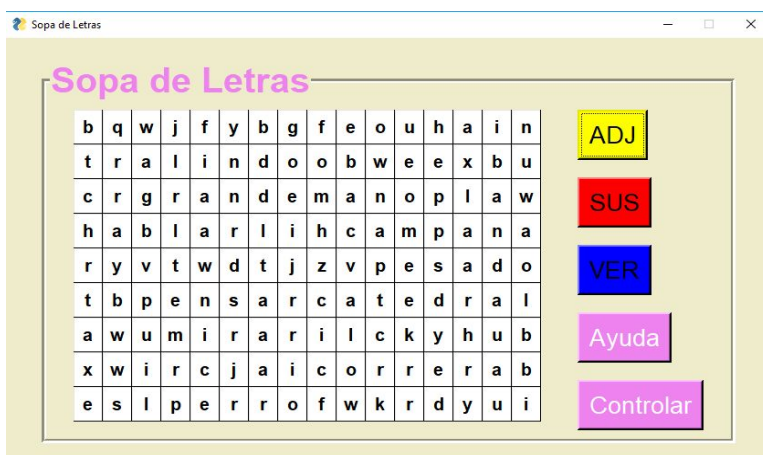 Sopa de Letras
Sopa de Letras
b q w j f y b g f e o u h a i n
t r a l i n d o o b w e e x b u
c r g r a n d e m a n o p l a w
h a b l a r l i h c a m p a n a
r y v t w d t j z v p e s a d o
t b p e n s a r c a t e d r a l
a w u m i r a r i l c k y h u b
x w i r c j a i c o r r e r a b
e s l p e r r o f w k r d y u i
ADJ
SUS
VER
Ayuda
Controlar